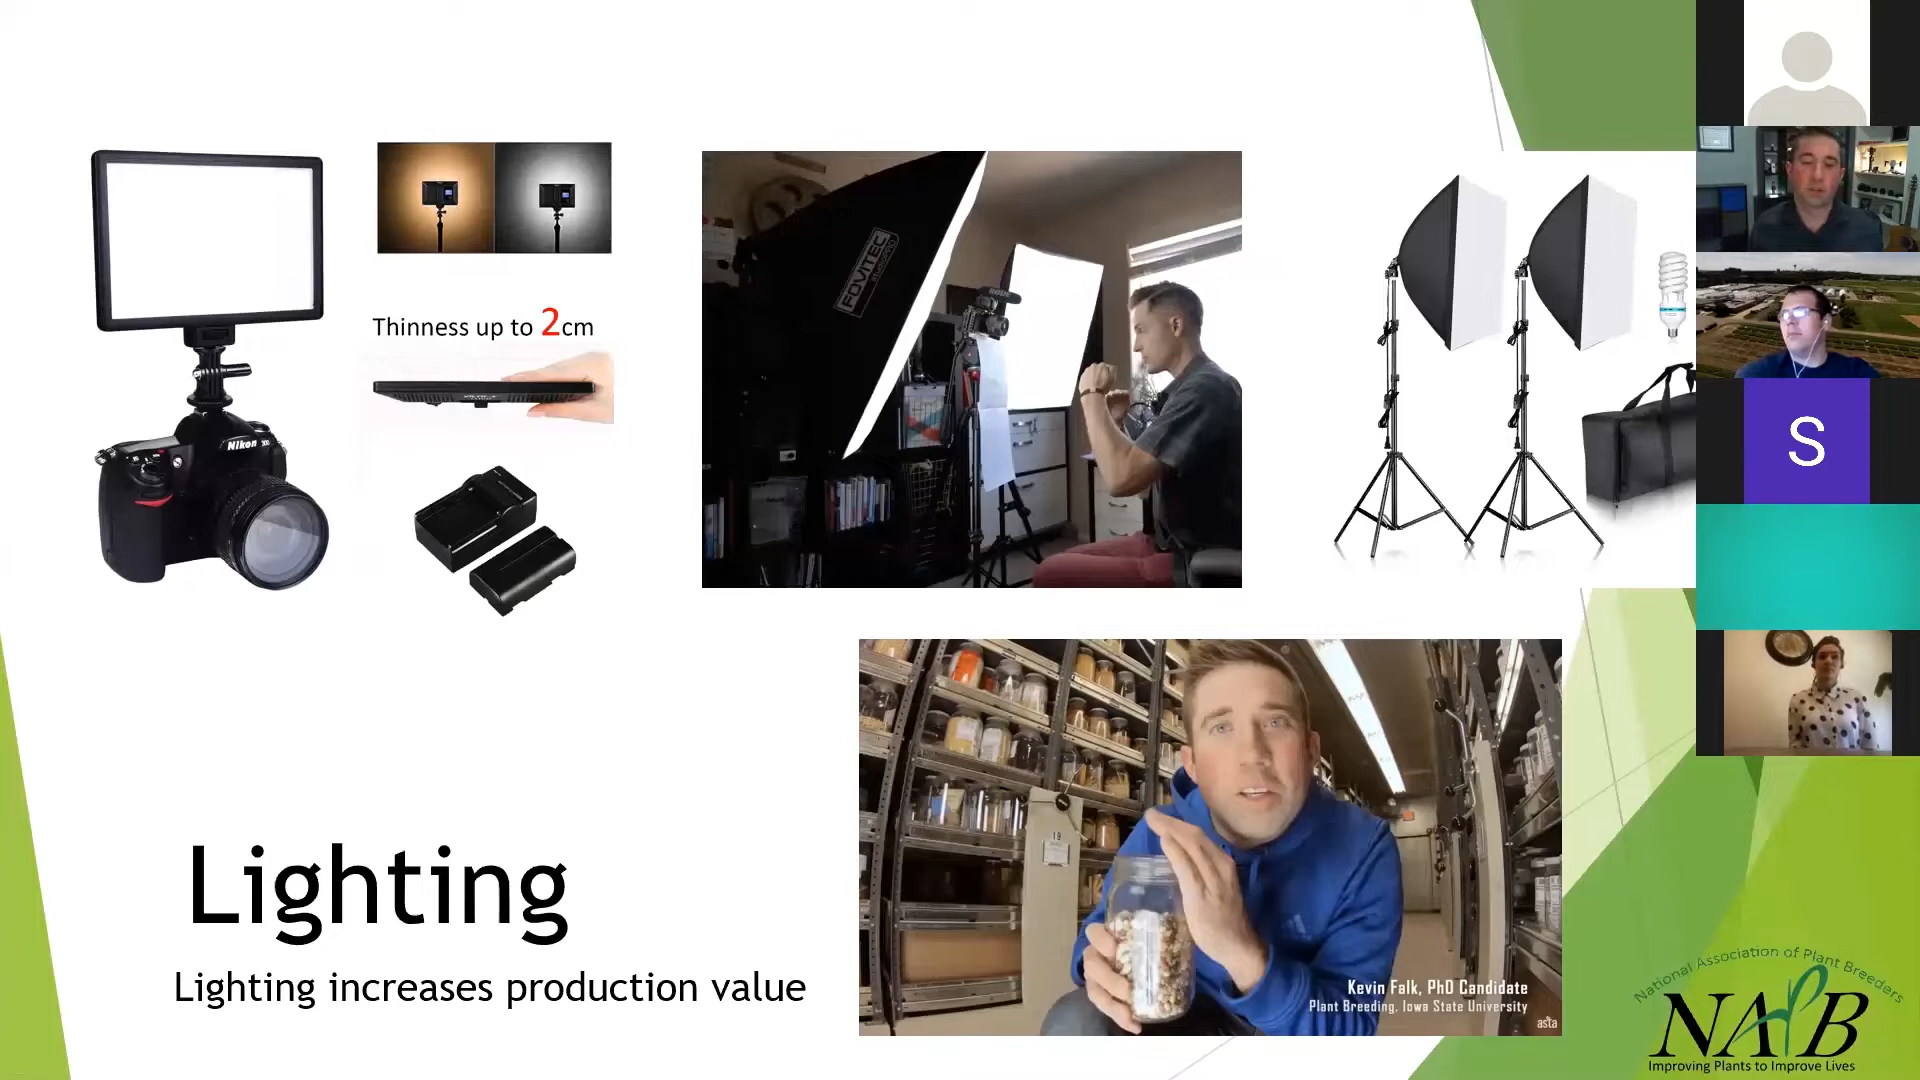 Nikon
Thinness up to 2cm
FOVITEC
StudioPRO
S
Lighting
Lighting increases production value
Kevin Falk, PhD Candidate
Plant Breeding, Iowa State University
asta
National Association of Plant Breeders
NAPB
Improving Plants to Improve Lives